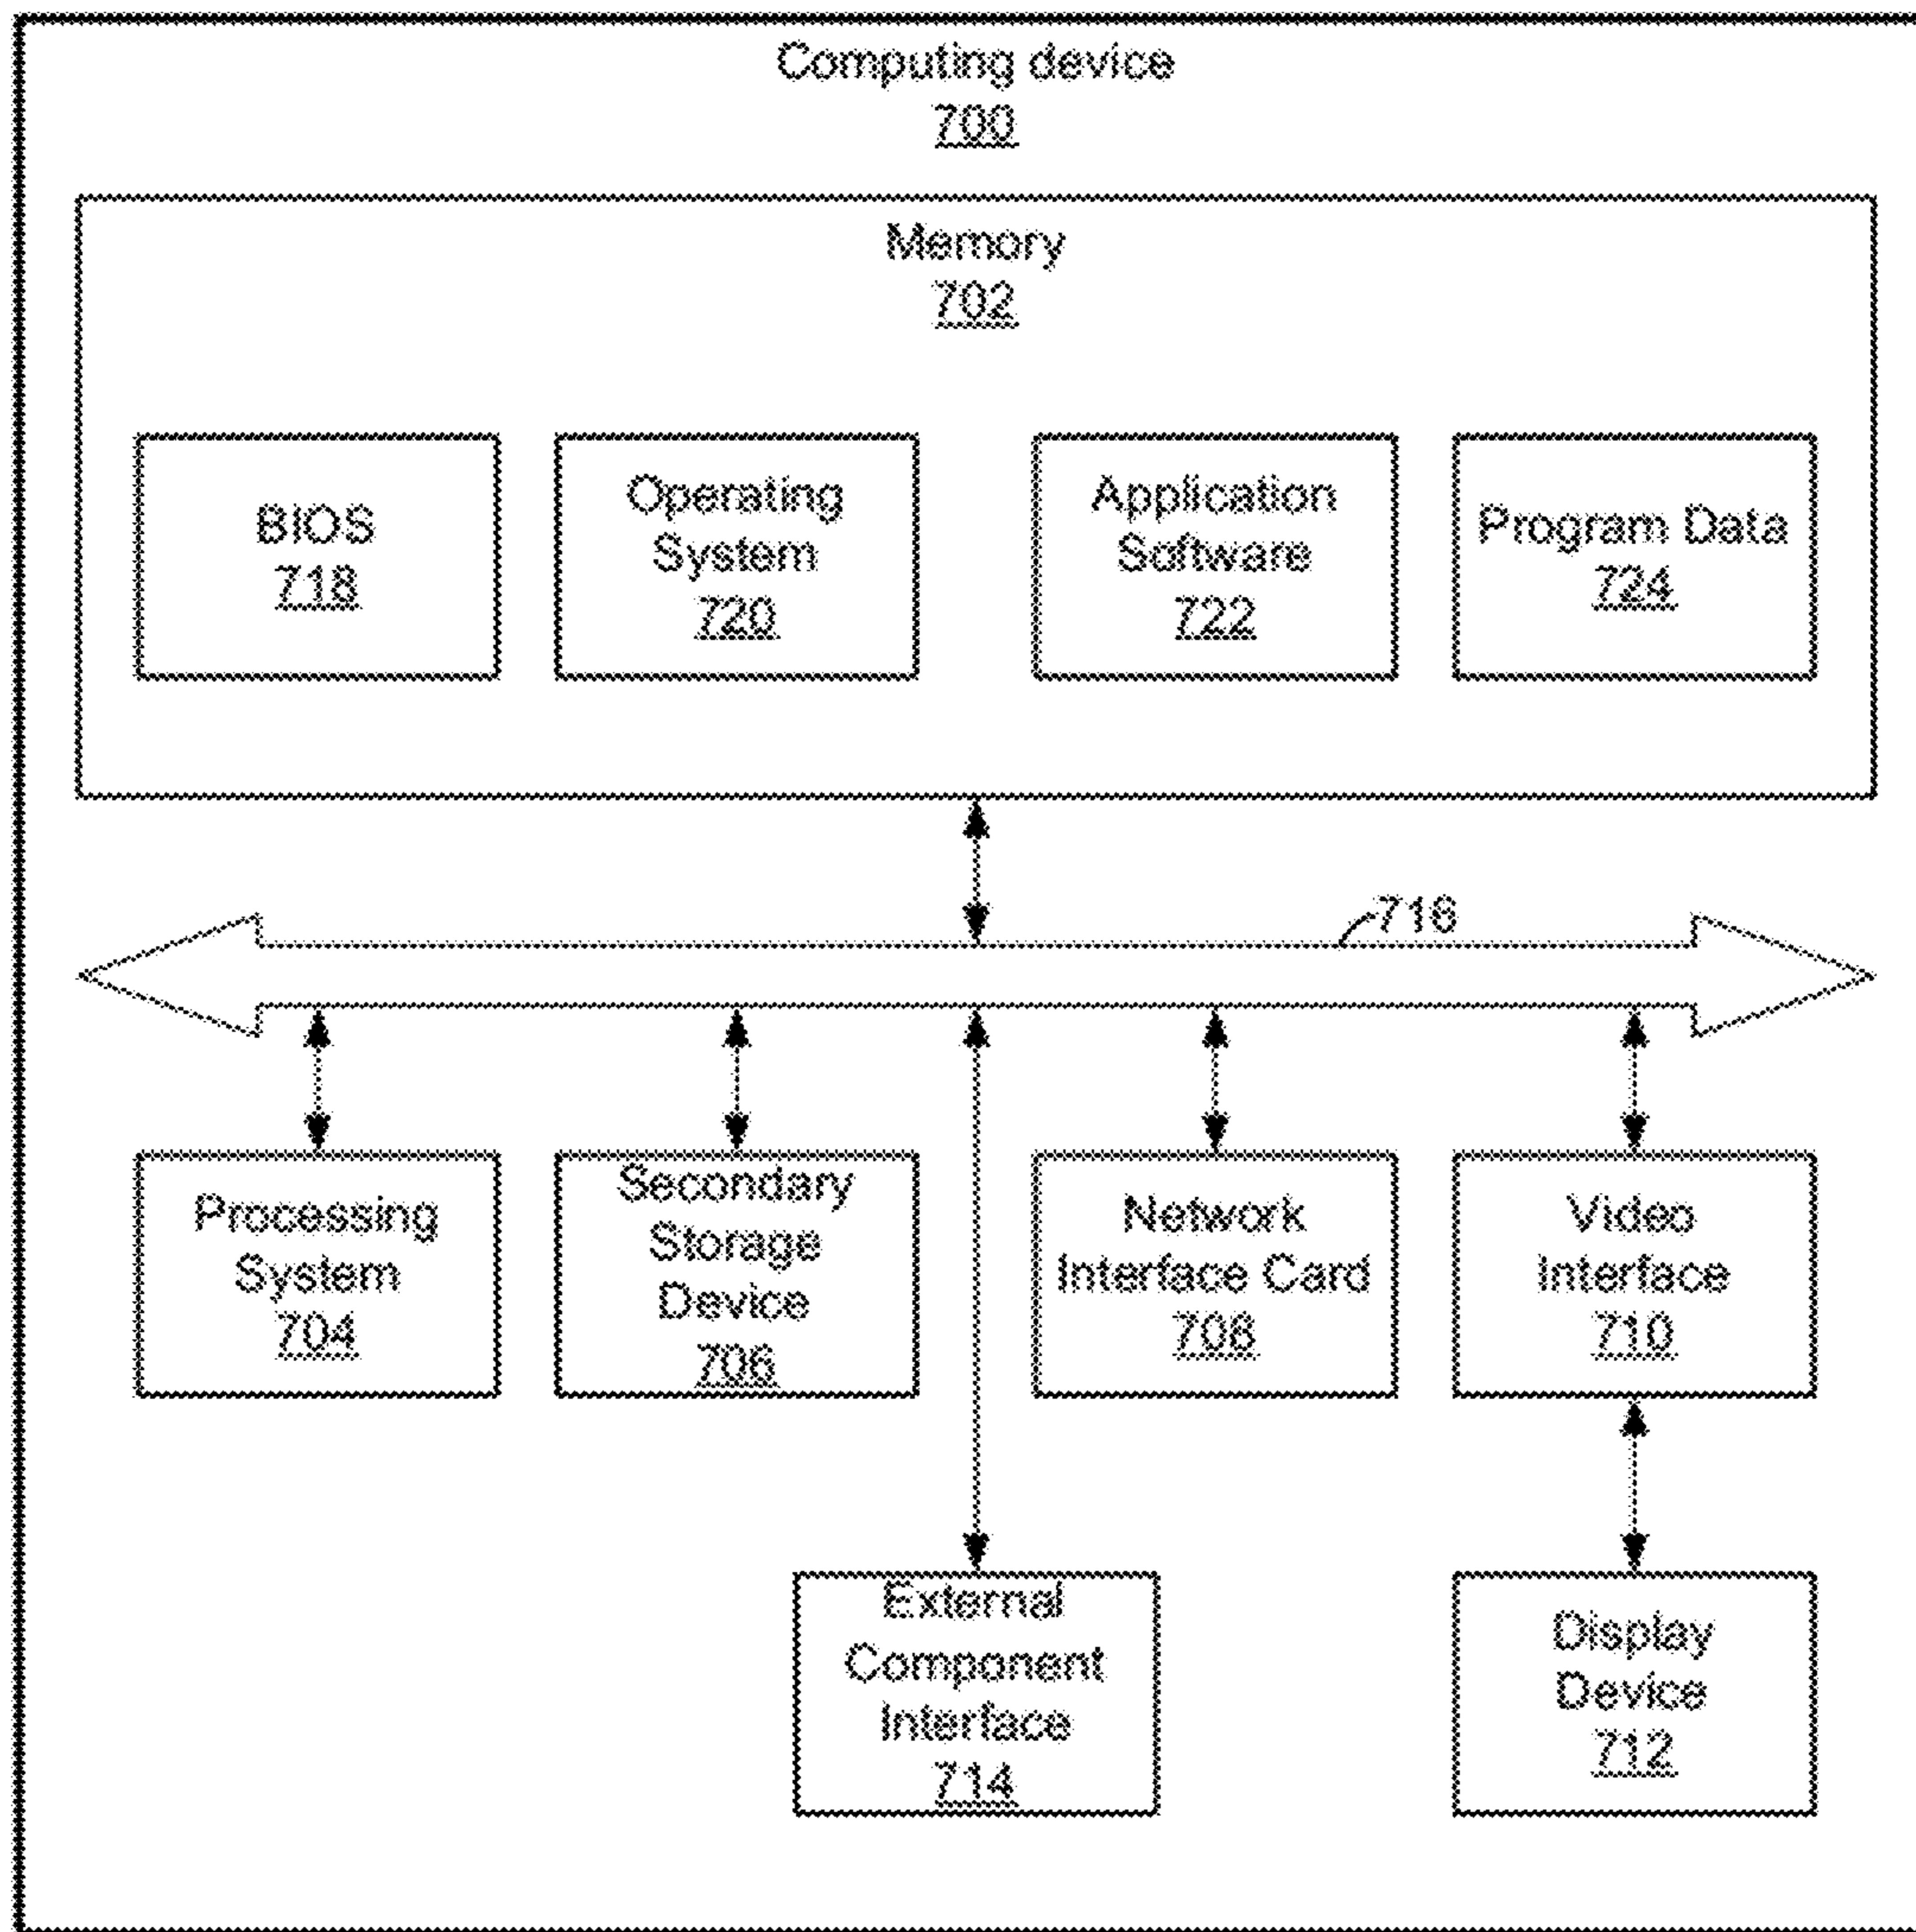 Computing device
700
Memory
702
BIOS
718
Operating
System
720
Application
Software
722
Program Data
724
716
Processing
System
704
Secondary
Storage
Device
706
Network
Interface Card
708
Video
Interface
710
External
Component
Interface
714
Display
Device
712